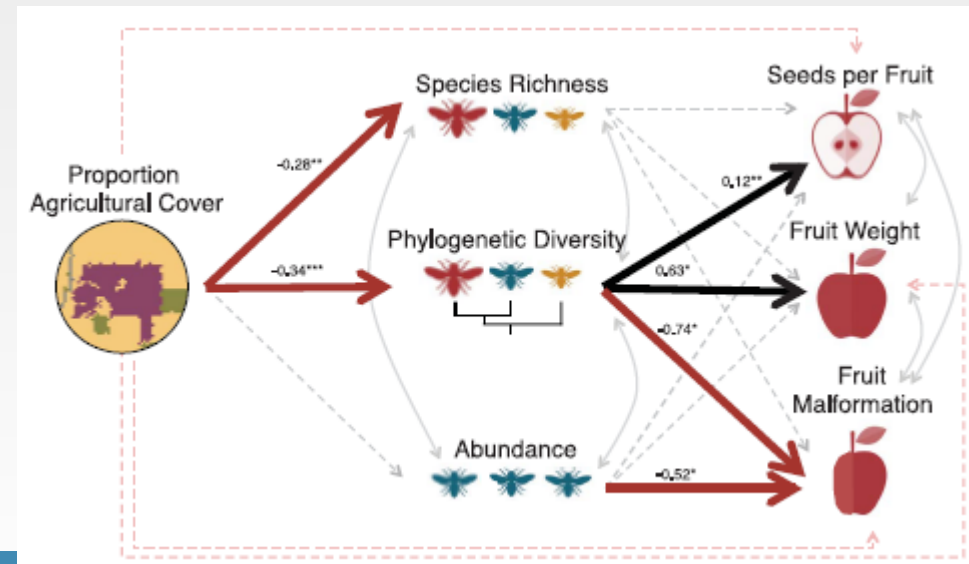 Seeds per Fruit
Species Richness
-0.28**
Proportion
Agricultural Cover
0.12**
Fruit Weight
Phylogenetic Diversity
-0.34***
0.63*
-0.74*
Fruit
Malformation
Abundance
-0.52*